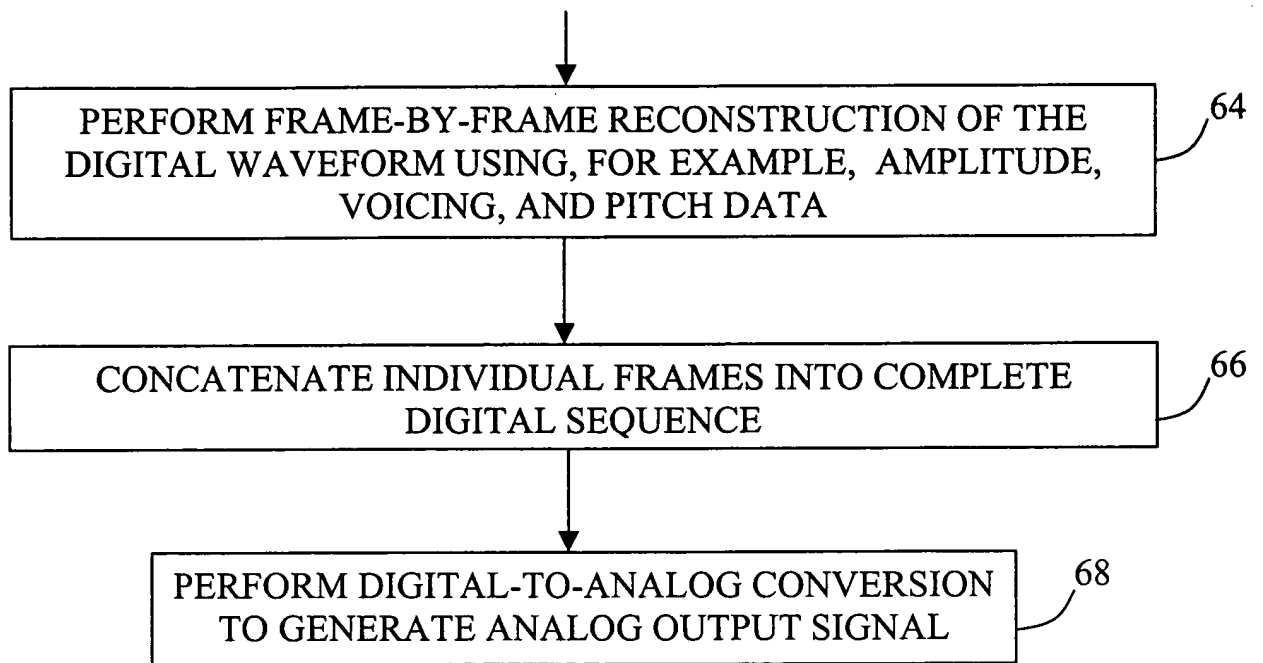 PERFORM FRAME-BY-FRAME RECONSTRUCTION OF THE
DIGITAL WAVEFORM USING, FOR EXAMPLE, AMPLITUDE,
VOICING, AND PITCH DATA
64
CONCATENATE INDIVIDUAL FRAMES INTO COMPLETE
DIGITAL SEQUENCE
66
PERFORM DIGITAL-TO-ANALOG CONVERSION
TO GENERATE ANALOG OUTPUT SIGNAL
68